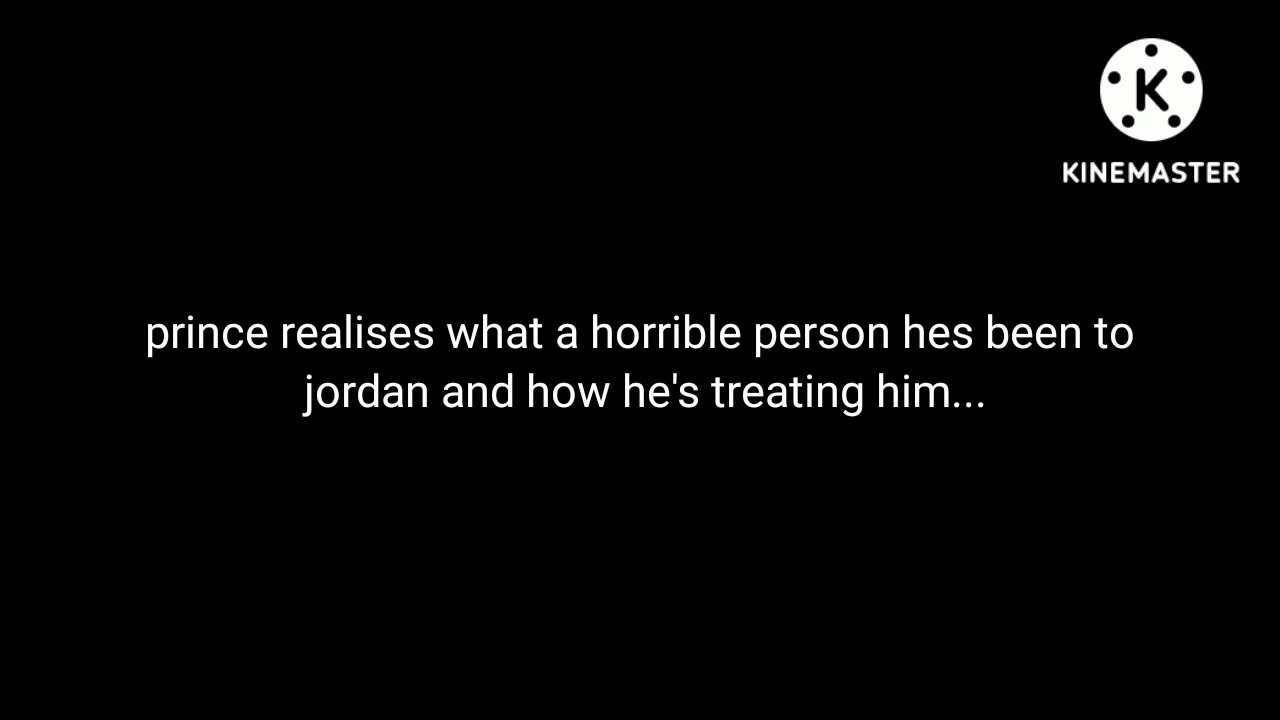 K
KINEMASTER
prince realises what a horrible person hes been to
jordan and how he's treating him...